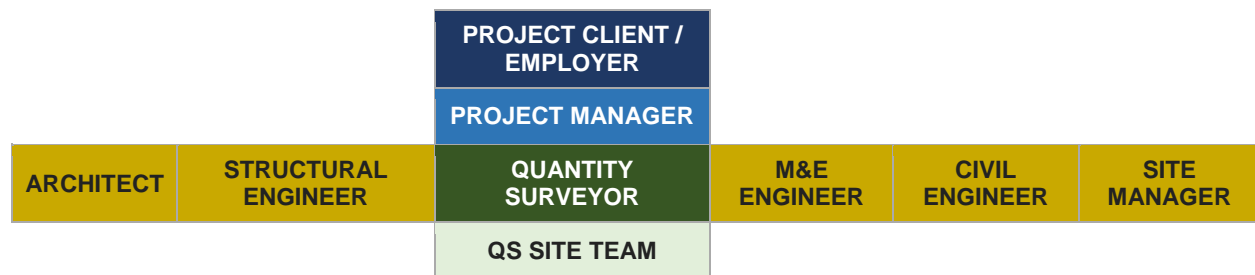 PROJECT CLIENT /
EMPLOYER
PROJECT MANAGER
ARCHITECT
STRUCTURAL
ENGINEER
QUANTITY
SURVEYOR
M&E
ENGINEER
CIVIL
ENGINEER
SITE
MANAGER
QS SITE TEAM